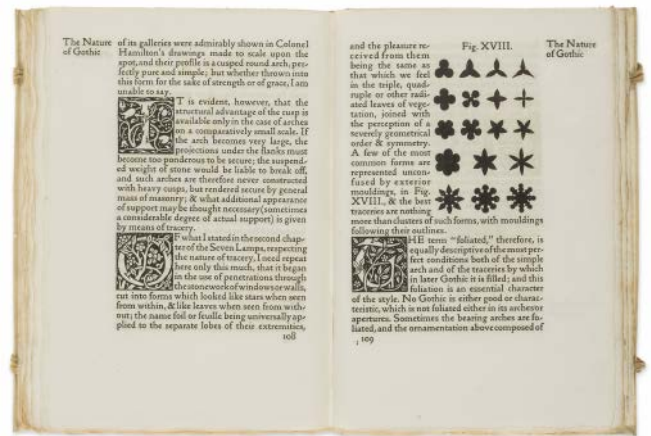 The Nature
of Gothic
of its galleries were admirably shown in Colonel
Hamilton's drawings made to scale upon the
spot, and their profile is a cusped round arch, per-
fectly pure and simple; but whether thrown into
this form for the sake of strength or of grace, I am
unable to say.
IT is evident, however, that the
structural advantage of the cusp is
available only in the case of arches
on a comparatively small scale. If
the arch becomes very large, the
projections under the flanks must
become too ponderous to be secure; the suspend-
ed weight of stone would be liable to break off,
and such arches are therefore never constructed
with heavy cusps, but rendered secure by general
mass of masonry; & what additional appearance
of support may be thought necessary (sometimes
a considerable degree of actual support) is given
by means of tracery.
OF what I stated in the second chap-
ter of the Seven Lamps, respecting
the nature of tracery, I need repeat
here only this much, that it began
in the use of penetrations through
the stonework of windows or walls,
cut into forms which looked like stars when seen
from within, & like leaves when seen from with-
out; the name foil or feuille being universally ap-
plied to the separate lobes of their extremities,
108
and the pleasure re-
ceived from them
being the same as
that which we feel
in the triple, quad-
ruple or other radi-
ated leaves of vege-
tation, joined with
the perception of a
severely geometrical
order & symmetry.
A few of the most
common forms are
represented uncon-
fused by exterior
mouldings, in Fig.
XVIII., & the best
traceries are nothing
more than clusters of such forms, with mouldings
following their outlines.
Fig. XVIII.
The Nature
of Gothic
THE term "foliated," therefore, is
equally descriptive of the most per-
fect conditions both of the simple
arch and of the traceries by which
in later Gothic it is filled; and this
foliation is an essential character
of the style. No Gothic is either good or charac-
teristic, which is not foliated either in its arches or
apertures. Sometimes the bearing arches are fo-
liated, and the ornamentation above composed of
109